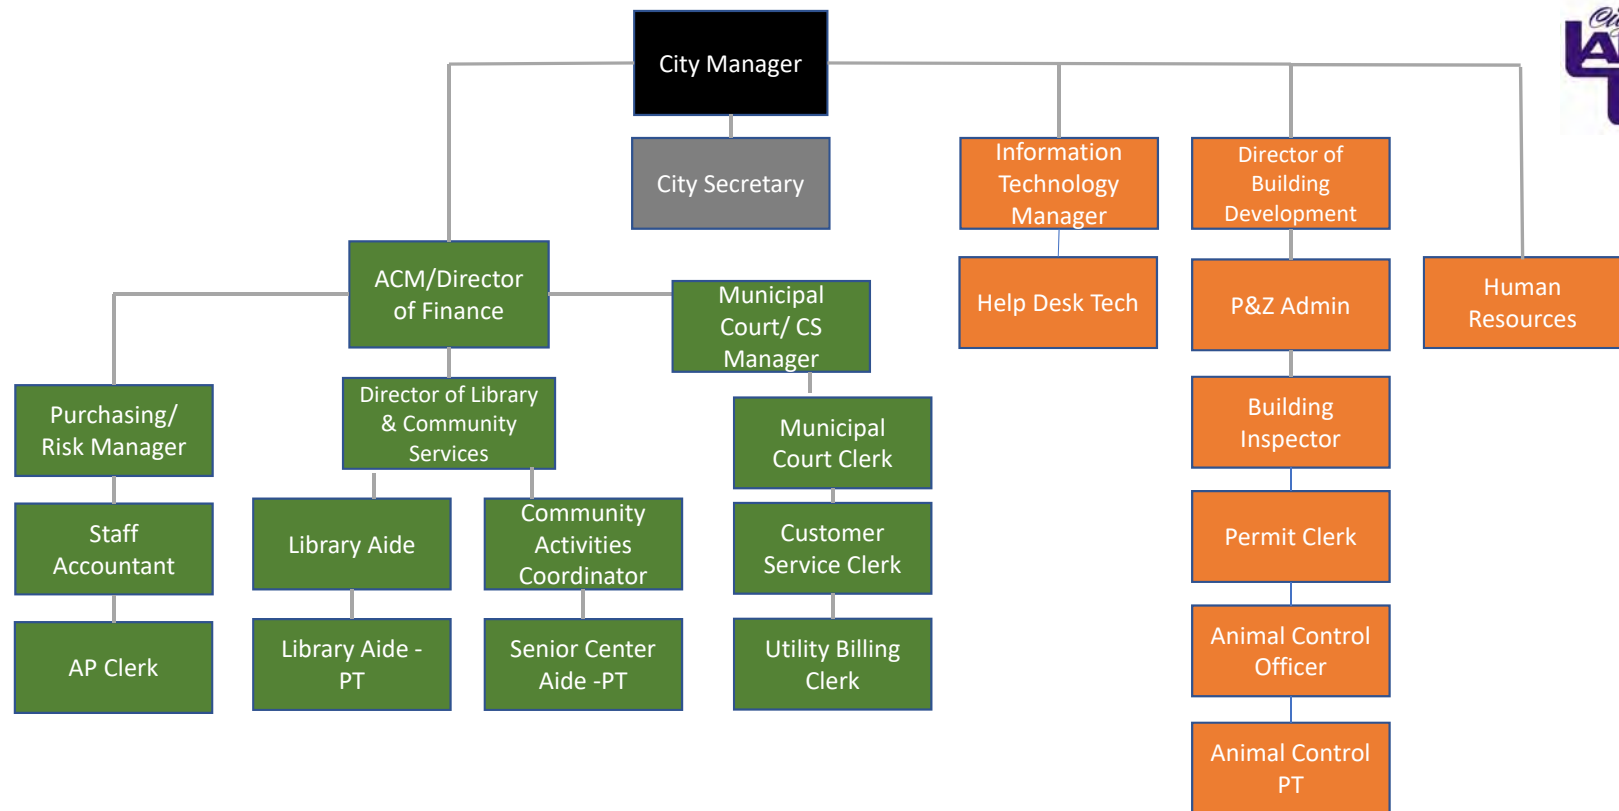 City Manager
City Secretary
Information
Technology
Manager
Director of
Building
Development
ACM/Director
of Finance
Municipal
Court/ CS
Manager
Help Desk Tech
P&Z Admin
Human
Resources
Purchasing/
Risk Manager
Director of Library
& Community
Services
Municipal
Court Clerk
Building
Inspector
Staff
Accountant
Library Aide
Community
Activities
Coordinator
Customer
Service Clerk
Permit Clerk
AP Clerk
Library Aide -
PT
Senior Center
Aide -PT
Utility Billing
Clerk
Animal Control
Officer
Animal Control
PT